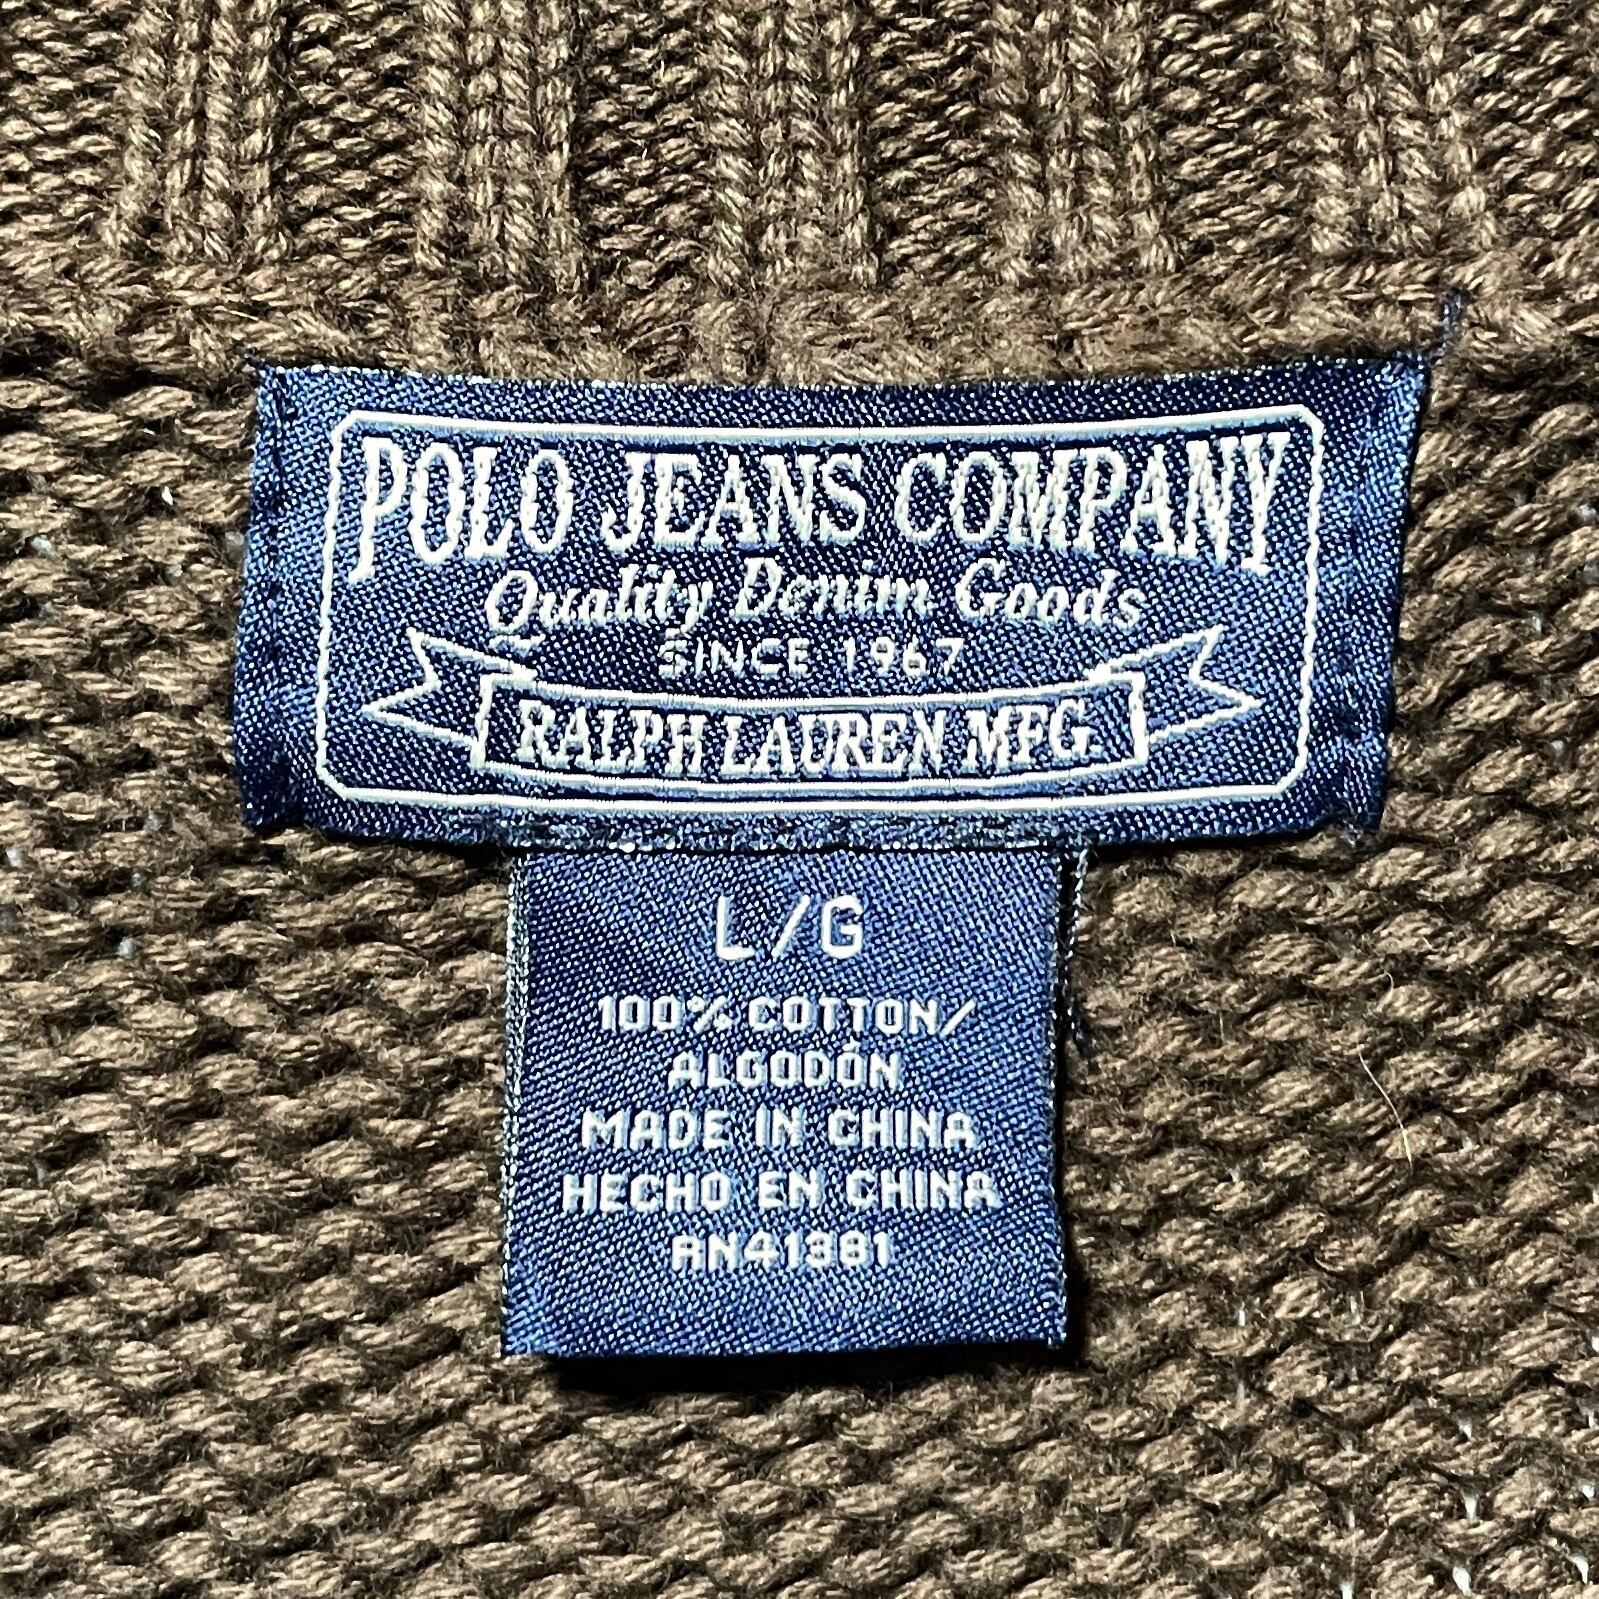 POLO JEANS COMPANY
Quality Denim Goods
SINCE 1967
RALPH LAUREN MFG.
L/G
100% COTTON/
ALGODÓN
MADE IN CHINA
HECHO EN CHINA
RN41381